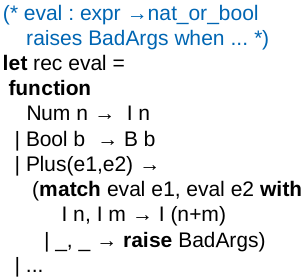 (* eval : expr →nat_or_bool
raises BadArgs when ... *)
let rec eval =
function
Num n → I n
| Bool b → B b
| Plus(e1,e2) →
(match eval e1, eval e2 with
I n, I m → I (n+m)
| _, _ → raise BadArgs)
| ...